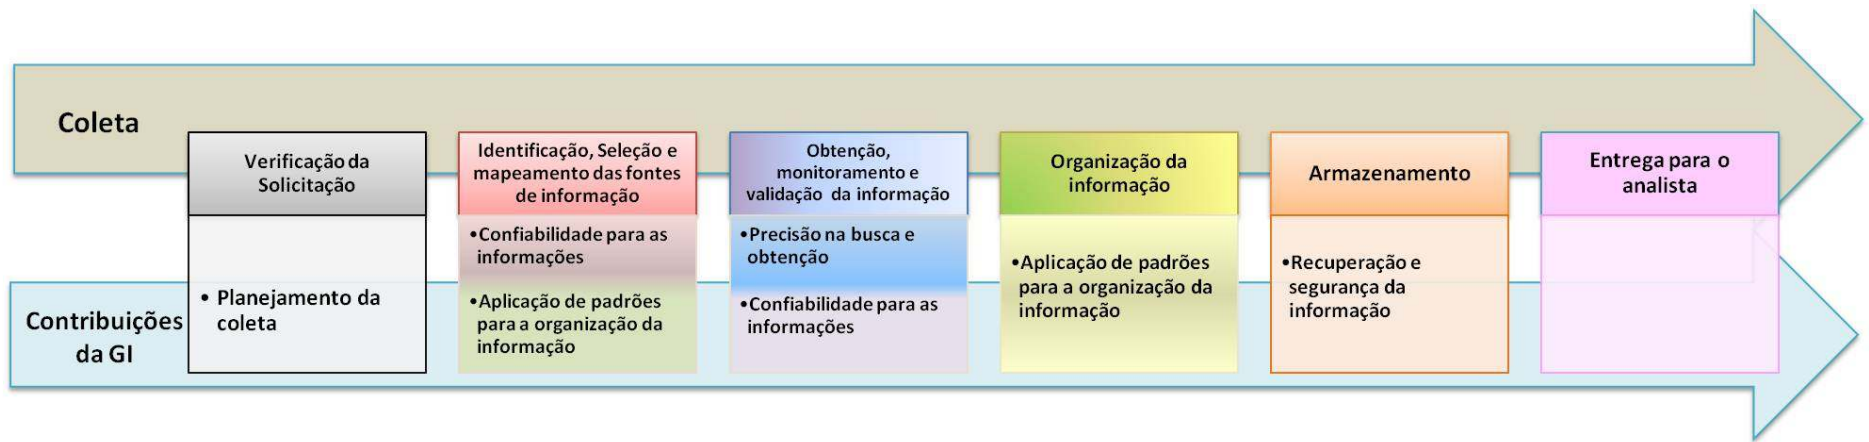 Coleta
Verificação da
Solicitação
Identificação, Seleção e
mapeamento das fontes
de informação
Obtenção,
monitoramento e
validação da informação
Organização da
informação
Armazenamento
Entrega para o
analista
Contribuições
da GI
• Planejamento da
coleta
•Confiabilidade para as
informações
•Aplicação de padrões
para a organização da
informação
•Precisão na busca e
obtenção
•Confiabilidade para as
informações
•Aplicação de padrões
para a organização da
informação
•Recuperação e
segurança da
informação